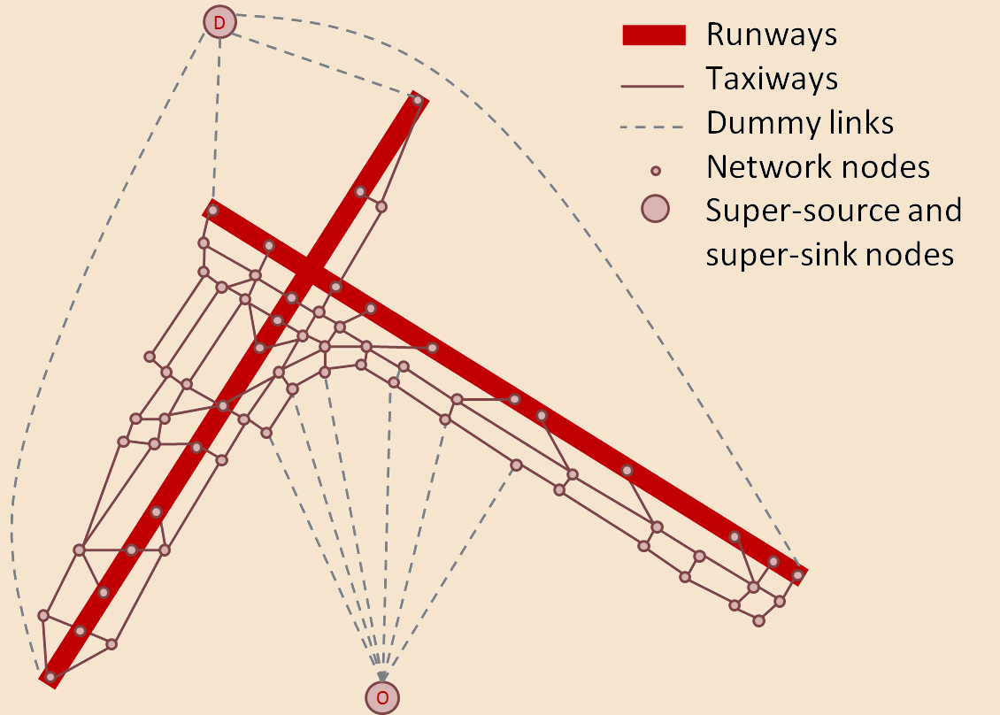 D
Runways
Taxiways
Dummy links
Network nodes
Super-source and
super-sink nodes
O